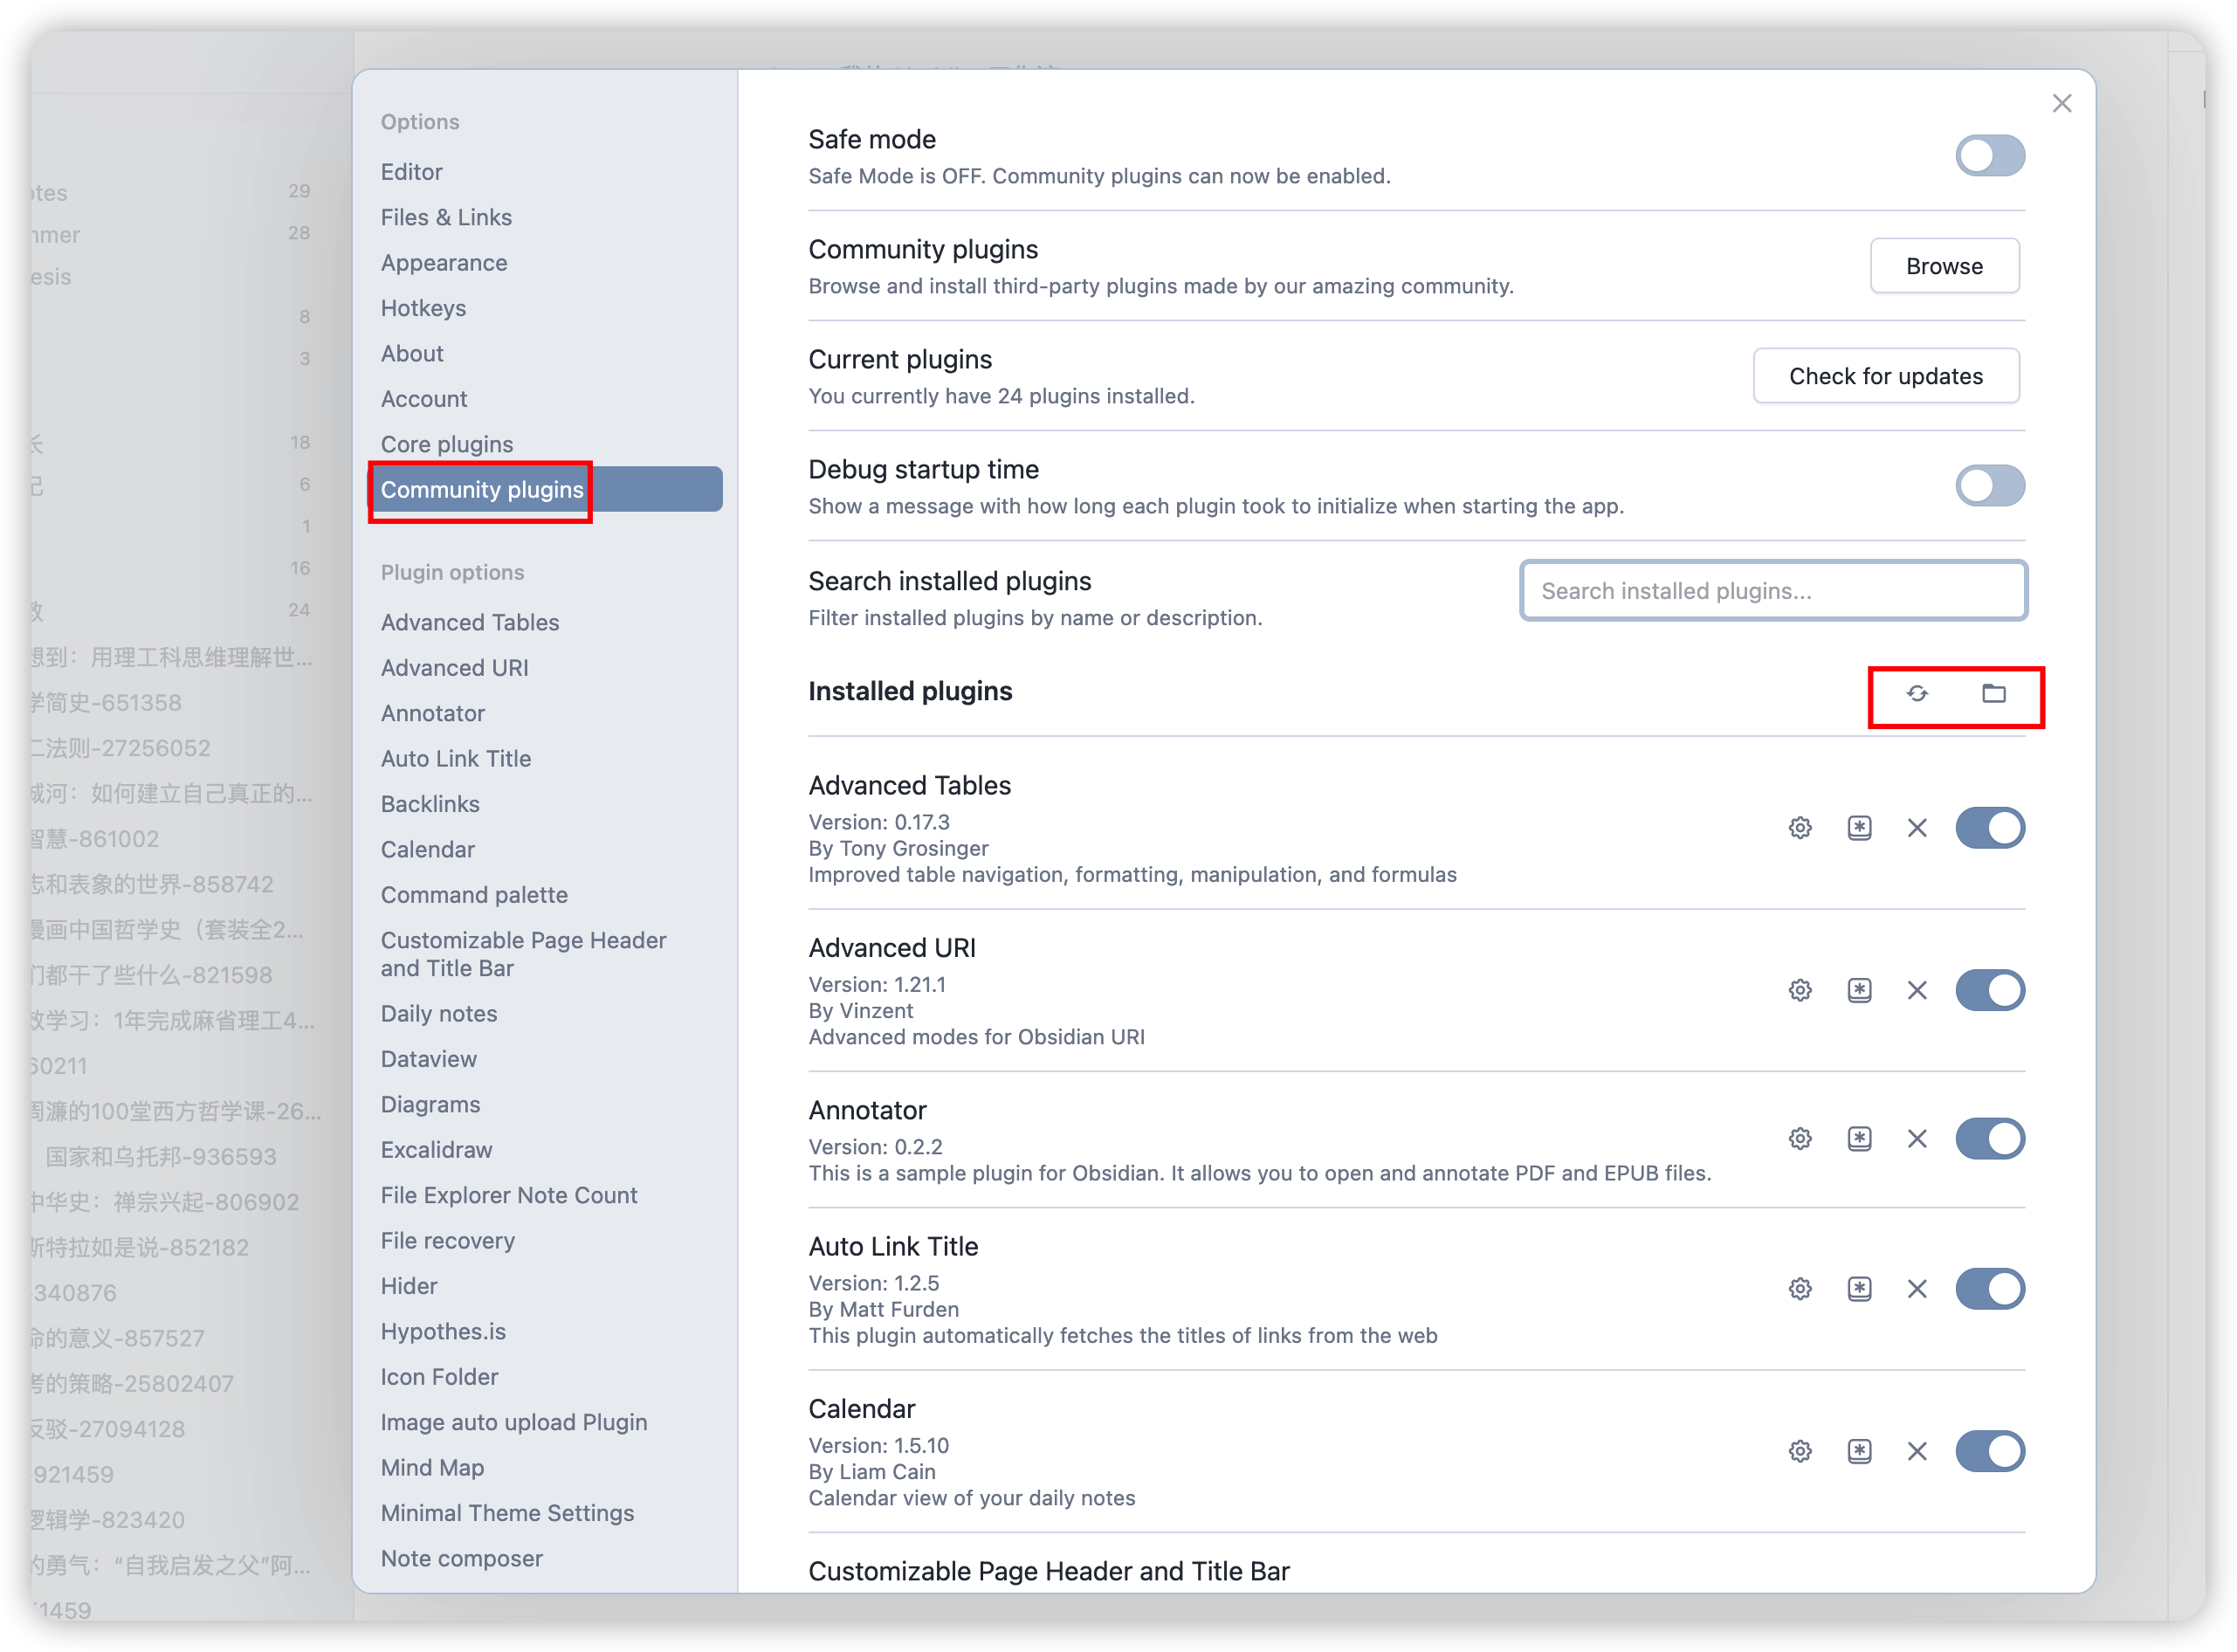 29
28
esis
8
3
18
6
1
16
24
想到：用理工科思维理解世...
学简史-651358
二法则-27256052
城河：如何建立自己真正的...
智慧-861002
志和表象的世界-858742
漫画中国哲学史（套装全2...
们都干了些什么-821598
效学习：1年完成麻省理工4...
60211
周濂的100堂西方哲学课-26...
国家和乌托邦-936593
中华史：禅宗兴起-806902
斯特拉如是说-852182
340876
命的意义-857527
考的策略-25802407
反驳-27094128
921459
逻辑学-823420
的勇气：“自我启发之父”阿...
1459
Options
Editor
Files & Links
Appearance
Hotkeys
About
Account
Core plugins
Community plugins
Plugin options
Advanced Tables
Advanced URI
Annotator
Auto Link Title
Backlinks
Calendar
Command palette
Customizable Page Header
and Title Bar
Daily notes
Dataview
Diagrams
Excalidraw
File Explorer Note Count
File recovery
Hider
Hypothes.is
Icon Folder
Image auto upload Plugin
Mind Map
Minimal Theme Settings
Note composer
Safe mode
Safe Mode is OFF. Community plugins can now be enabled.
Community plugins
Browse and install third-party plugins made by our amazing community.
Browse
Current plugins
You currently have 24 plugins installed.
Check for updates
Debug startup time
Show a message with how long each plugin took to initialize when starting the app.
Search installed plugins
Filter installed plugins by name or description.
Search installed plugins...
Installed plugins
Advanced Tables
Version: 0.17.3
By Tony Grosinger
Improved table navigation, formatting, manipulation, and formulas
Advanced URI
Version: 1.21.1
By Vinzent
Advanced modes for Obsidian URI
Annotator
Version: 0.2.2
This is a sample plugin for Obsidian. It allows you to open and annotate PDF and EPUB files.
Auto Link Title
Version: 1.2.5
By Matt Furden
This plugin automatically fetches the titles of links from the web
Calendar
Version: 1.5.10
By Liam Cain
Calendar view of your daily notes
Customizable Page Header and Title Bar